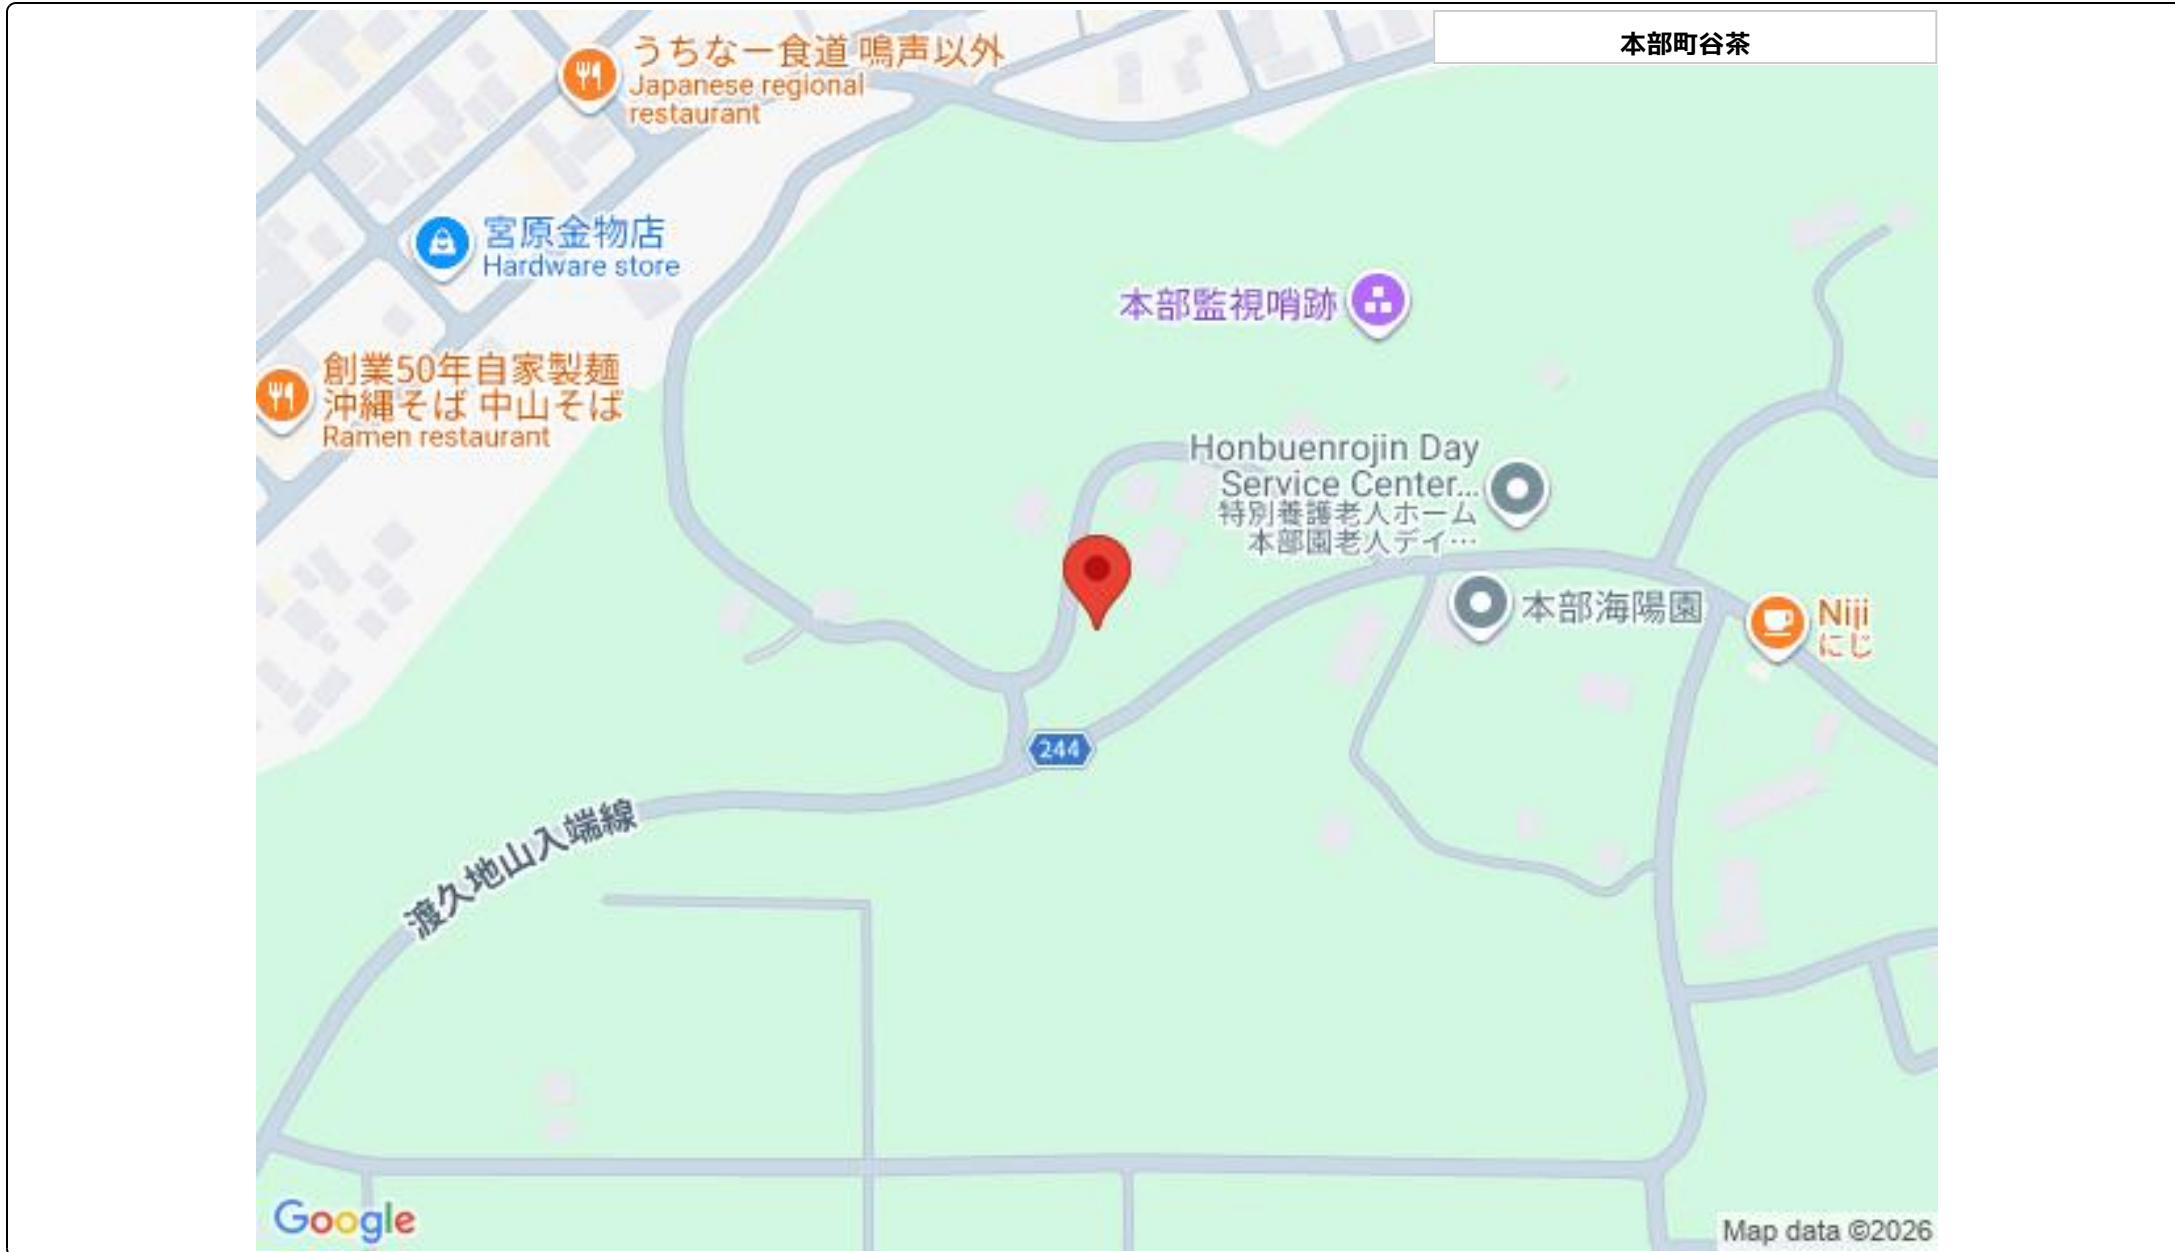 本部町谷茶
うちなー食道 鳴声以外
Japanese regional
restaurant
宮原金物店
Hardware store
本部監視哨跡
創業50年自家製麺
沖縄そば 中山そば
Ramen restaurant
Honbuenrojin Day
Service Center...
特別養護老人ホーム
本部園老人デイ…
本部海陽園
Niji
にじ
244
渡久地山入端線
Google
Map data ©2026